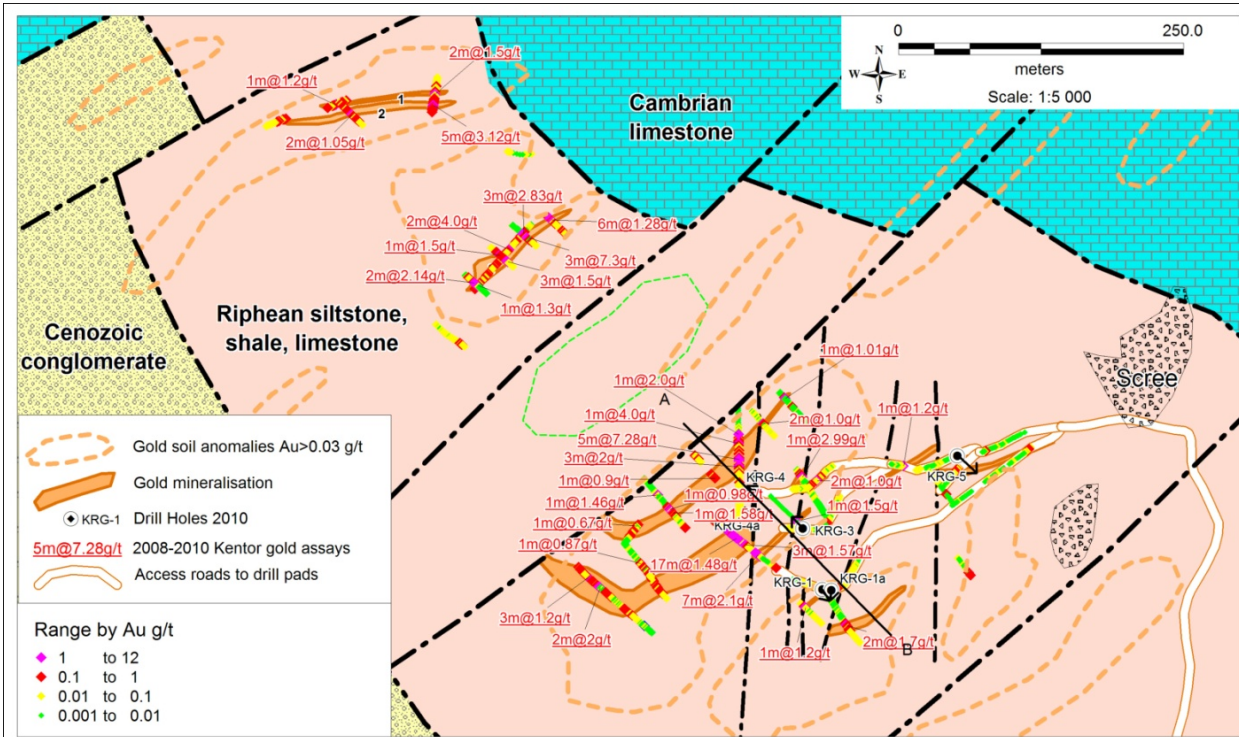 0
250.0
meters
Scale: 1:5 000
N
W
E
S
2m@1.5g/t
1m@1.2g/t
1
2
2m@1.05g/t
5m@3.12g/t
Cambrian
limestone
3m@2.83g/t
2m@4.0g/t
6m@1.28g/t
1m@1.5g/t
3m@7.3g/t
2m@2.14g/t
3m@1.5g/t
1m@1.3g/t
Riphean siltstone,
shale, limestone
Cenozoic
conglomerate
Scree
1m@1.01g/t
1m@2.0g/t
A
1m@4.0g/t
2m@1.0g/t
1m@1.2g/t
5m@7.28g/t
1m@2.99g/t
3m@2g/t
KRG-4
KRG-5
1m@0.9g/t
2m@1.0g/t
1m@0.98g/t
1m@1.46g/t
1m@1.58g/t
1m@1.5g/t
1m@0.67g/t
KRG-4a
KRG-3
1m@0.87g/t
3m@1.57g/t
17m@1.48g/t
KRG-1
KRG-1a
7m@2.1g/t
3m@1.2g/t
2m@2g/t
2m@1.7g/t
1m@1.2g/t
B
Gold soil anomalies Au>0.03 g/t
Gold mineralisation
KRG-1 Drill Holes 2010
5m@7.28g/t 2008-2010 Kentor gold assays
Access roads to drill pads
Range by Au g/t
1 to 12
0.1 to 1
0.01 to 0.1
0.001 to 0.01